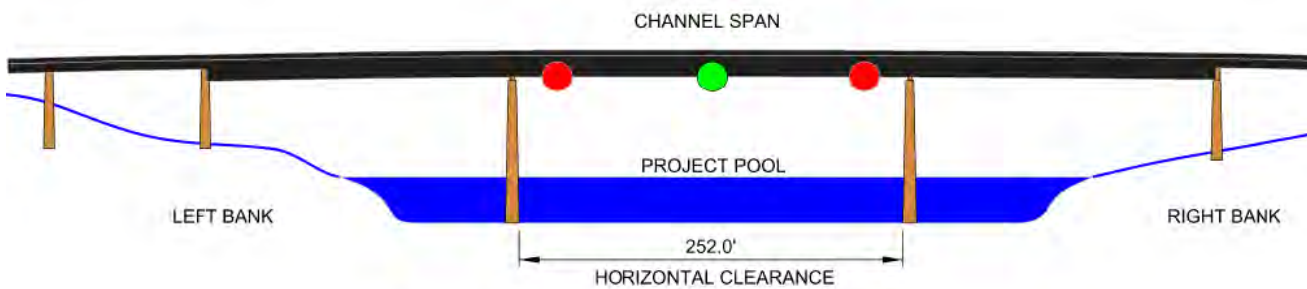 CHANNEL SPAN
PROJECT POOL
LEFT BANK
RIGHT BANK
252.0'
HORIZONTAL CLEARANCE